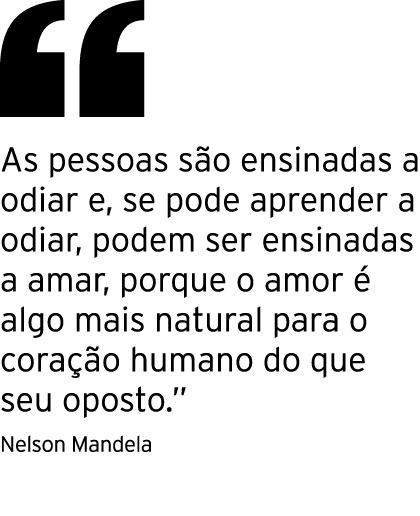 “
As pessoas são ensinadas a
odiar e, se pode aprender a
odiar, podem ser ensinadas
a amar, porque o amor é
algo mais natural para o
coração humano do que
seu oposto.”
Nelson Mandela